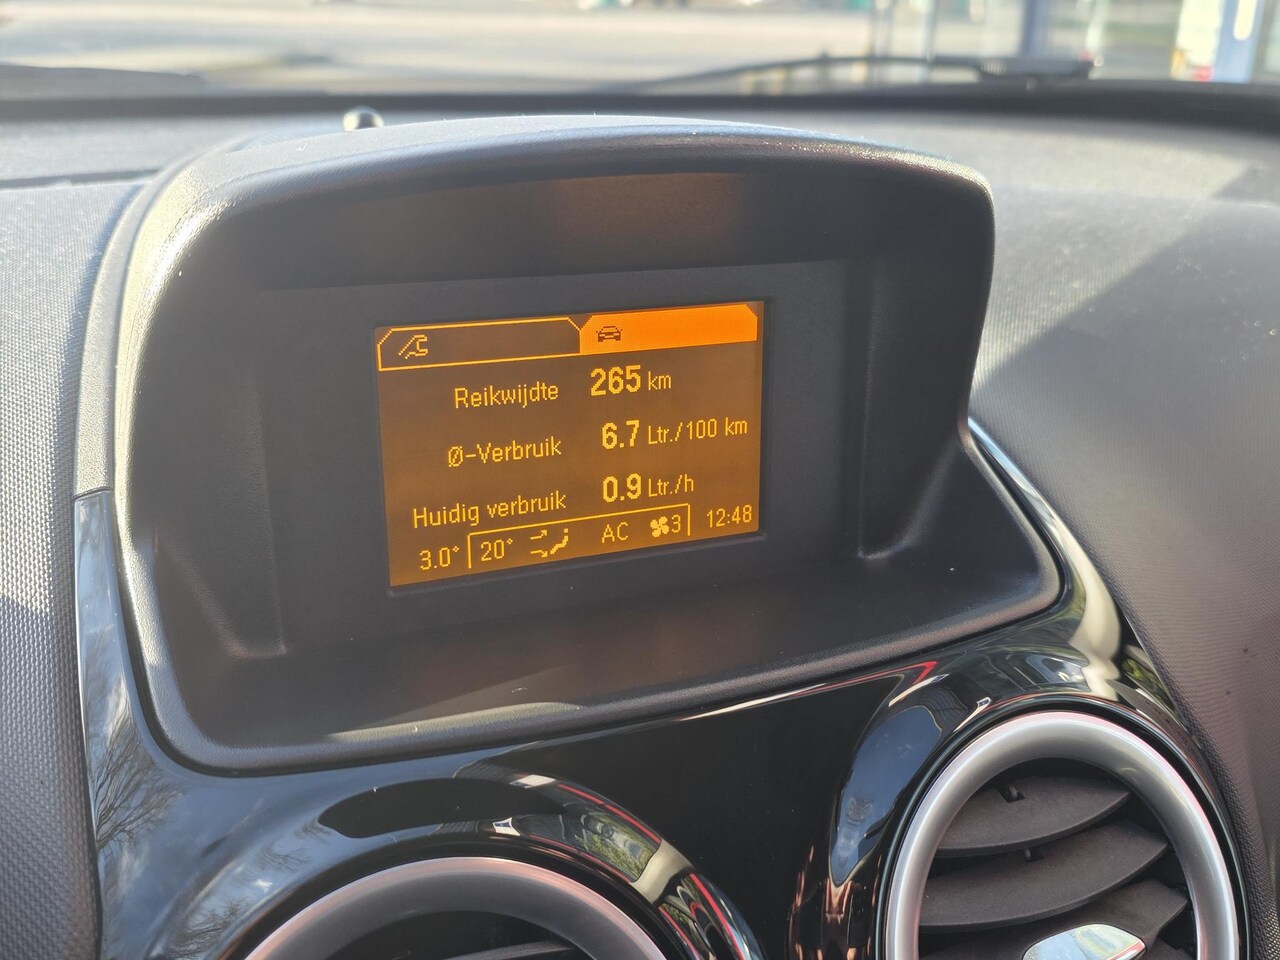 Reikwijdte 265 km
Ø-Verbruik 6.7 Ltr./100 km
Huidig verbruik 0.9 Ltr./h
3.0° 20° AC 3 12:48